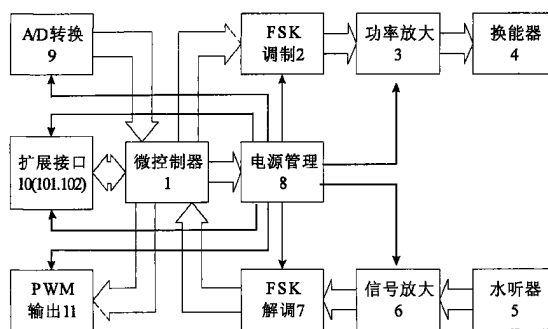 A/D转换
9
FSK
调制2
功率放大
3
换能器
4
扩展接口
10(101.102)
微控制器
1
电源管理
8
PWM
输出11
FSK
解调7
信号放大
6
水听器
5